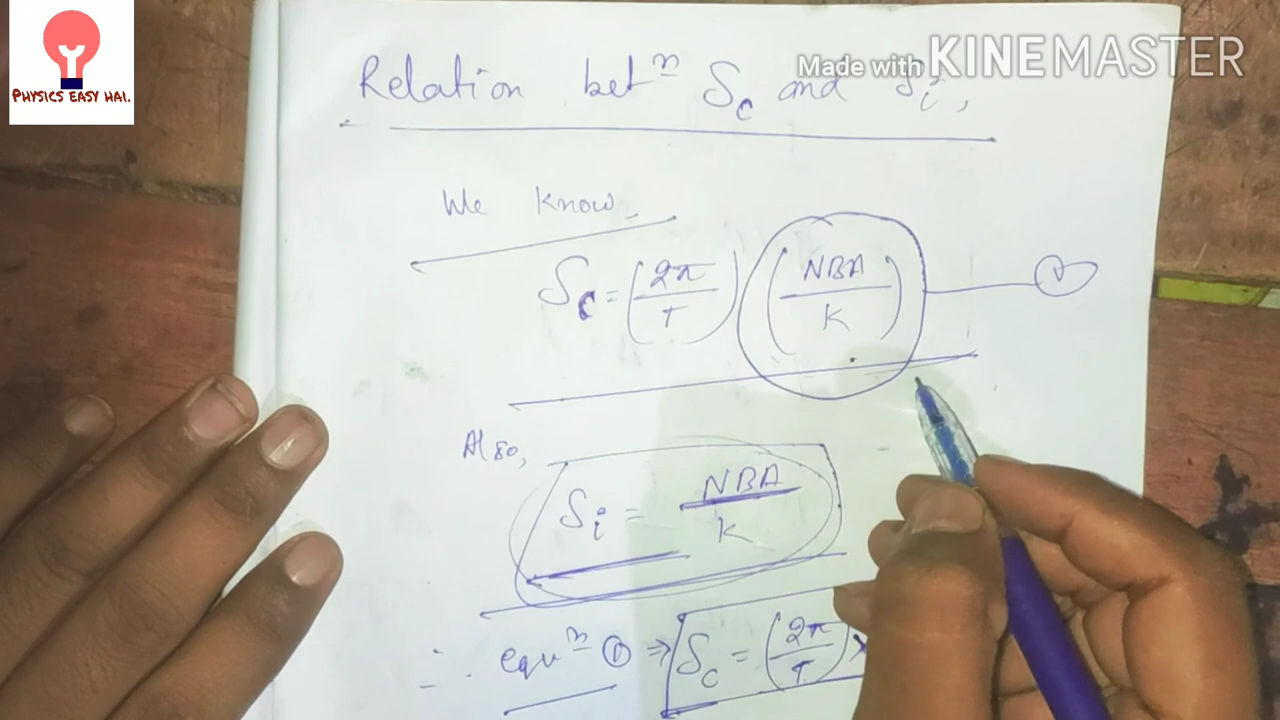 PHYSICS EASY HAI.
Made with KINEMASTER
Relation betⁿ Sc and Si,
We know,
Sc = (2π/T) (NBA/K) — ①
Also,
Si = NBA/K
∴ equⁿ ① ⇒ Sc = (2π/T) ×